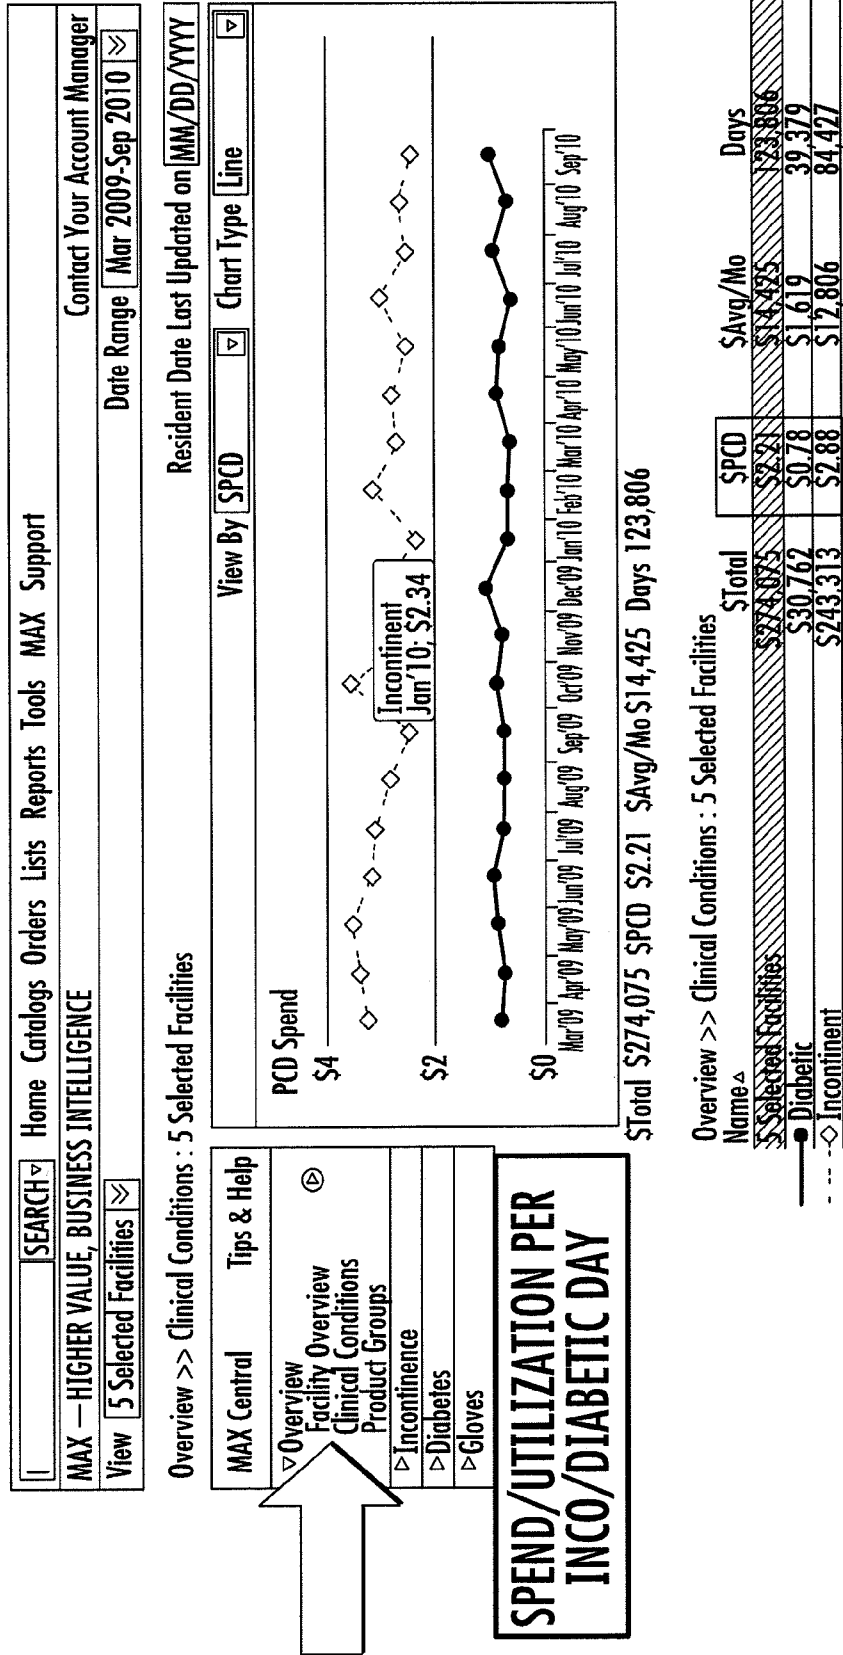 SEARCH Home Catalogs Orders Lists Reports Tools MAX Support
MAX — HIGHER VALUE, BUSINESS INTELLIGENCE Contact Your Account Manager
View 5 Selected Facilities Date Range Mar 2009-Sep 2010
Overview >> Clinical Conditions : 5 Selected Facilities Resident Date Last Updated on MM/DD/YYYY
MAX Central Tips & Help
Overview
Facility Overview
Clinical Conditions
Product Groups
Incontinence
Diabetes
Gloves
SPEND/UTILIZATION PER
INCO/DIABETIC DAY
View By SPCD Chart Type Line
PCD Spend
$4
$2
$0
Incontinent
Jan'10; $2.34
Mar'09 Apr'09 May'09 Jun'09 Jul'09 Aug'09 Sep'09 Oct'09 Nov'09 Dec'09 Jan'10 Feb'10 Mar'10 Apr'10 May'10 Jun'10 Jul'10 Aug'10 Sep'10
$Total $274,075 $PCD $2.21 $Avg/Mo $14,425 Days 123,806
Overview >> Clinical Conditions : 5 Selected Facilities
Name $Total $PCD $Avg/Mo Days
5 Selected Facilities $274,075 $2.21 $14,425 123,806
Diabetic $30,762 $0.78 $1,619 39,379
Incontinent $243,313 $2.88 $12,806 84,427